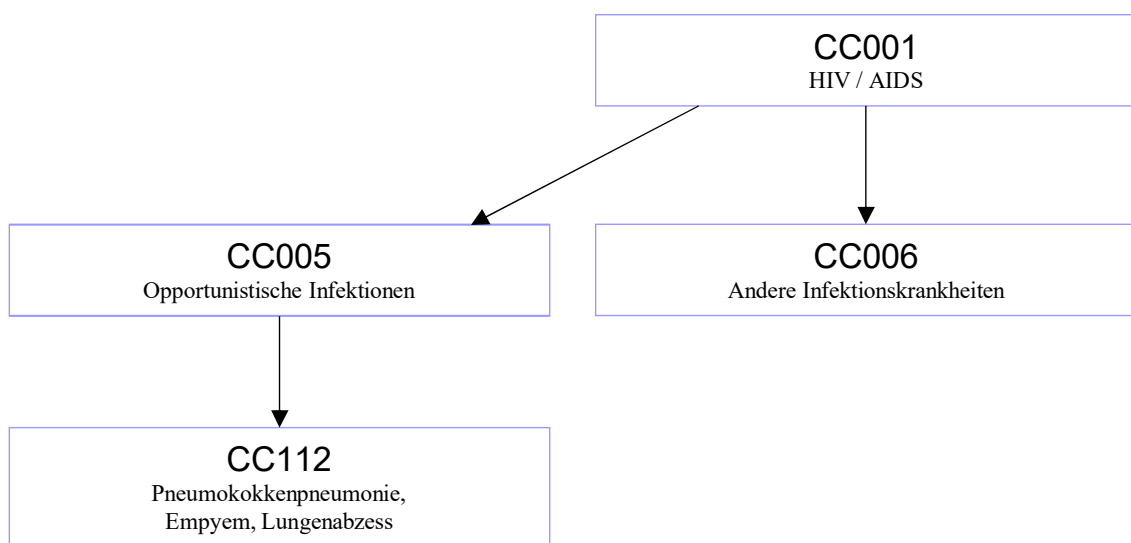 CC001
HIV / AIDS
CC005
Opportunistische Infektionen
CC006
Andere Infektionskrankheiten
CC112
Pneumokokkenpneumonie,
Empyem, Lungenabzess